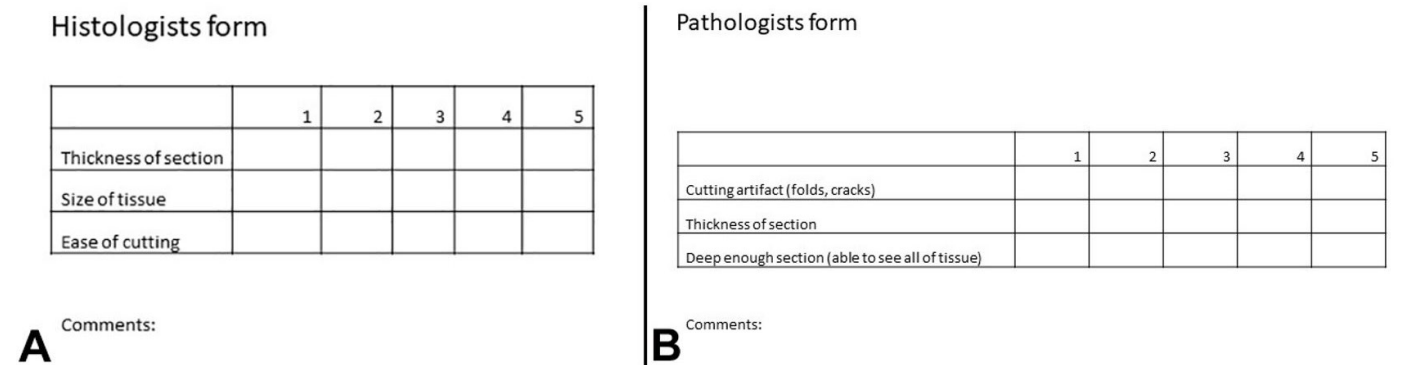 Histologists form
1 2 3 4 5
Thickness of section
Size of tissue
Ease of cutting
Comments:
A
Pathologists form
1 2 3 4 5
Cutting artifact (folds, cracks)
Thickness of section
Deep enough section (able to see all of tissue)
Comments:
B